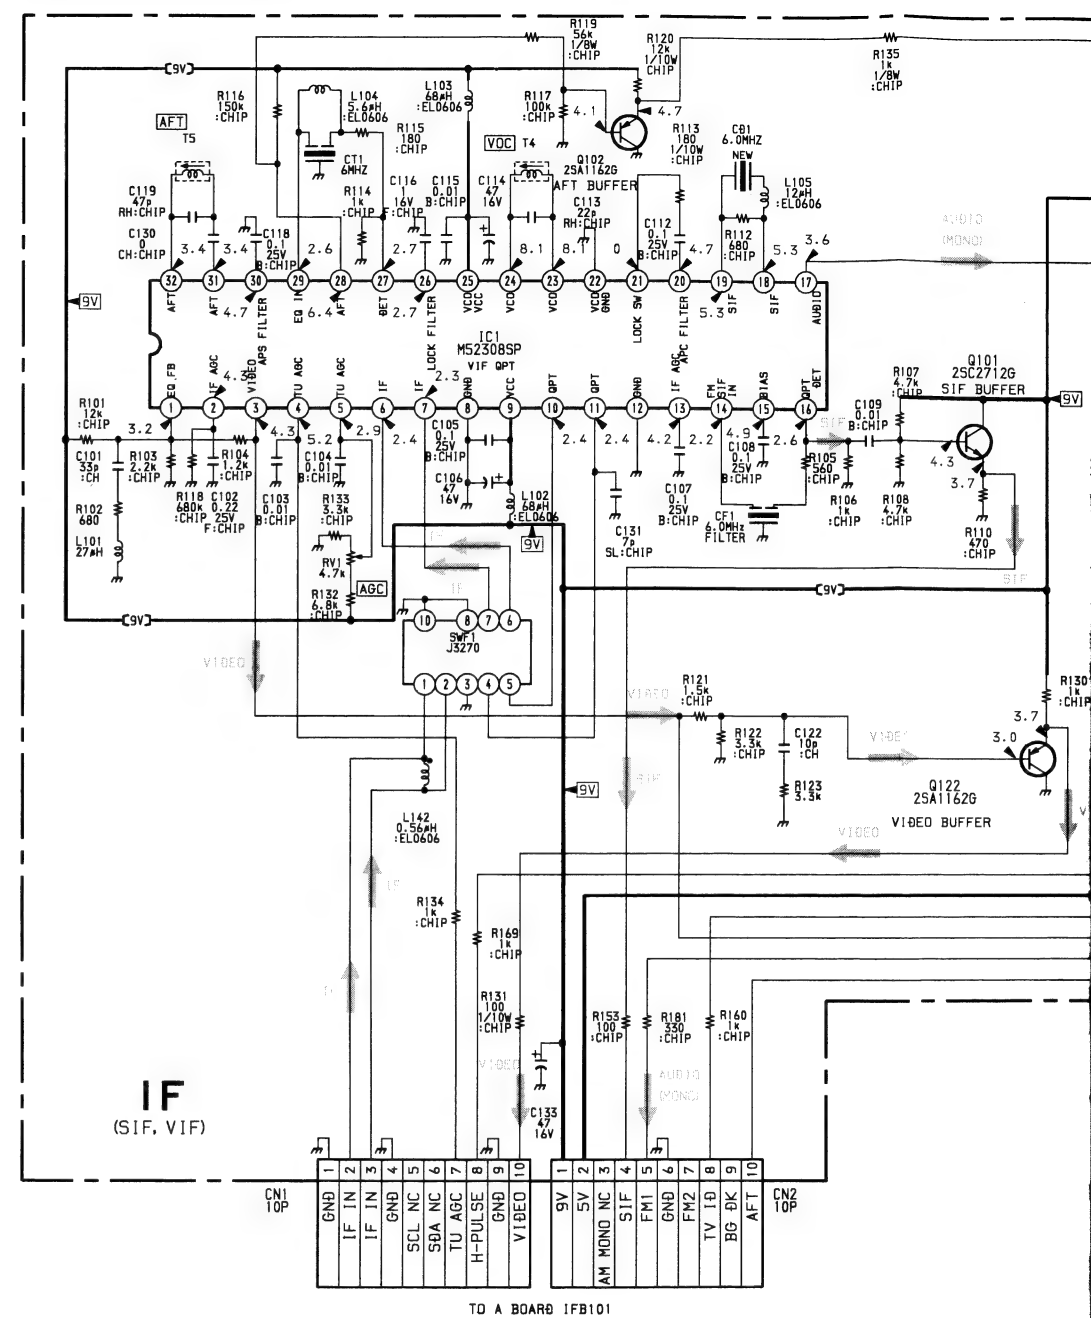 R119
56k
1/8W
:CHIP
R120
12k
1/10W
CHIP
R135
1k
1/8W
:CHIP
[9V]
L103
68µH
:EL0606
L104
5.6µH
:EL0606
R116
150k
:CHIP
R117
100k
:CHIP
4.1
4.7
R113
180
1/10W
:CHIP
CD1
6.0MHZ
NEW
AFT
T5
R115
180
:CHIP
VOC
T4
CT1
6MHZ
Q102
2SA1162G
AFT BUFFER
L105
12µH
:EL0606
C119
47p
RH:CHIP
R114
1k
:CHIP
C116
1
16V
F:CHIP
C115
0.01
B:CHIP
C114
47
16V
C113
22p
RH:CHIP
C112
0.1
25V
B:CHIP
R112
680
:CHIP
C130
0
CH:CHIP
C118
0.1
25V
B:CHIP
AUDIO
(MONO)
3.4
3.4
2.6
2.7
8.1
8.1
0
4.7
5.3
3.6
32
31
30
29
28
27
26
25
24
23
22
21
20
19
18
17
4.7
6.4
2.7
5.3
AFT
AFT
APS FILTER
EQ IN
AFT
DET
LOCK FILTER
VCO
VCC
VCO
VCO
VCO
GND
LOCK SW
APC FILTER
SIF
SIF
AUDIO
9V
IC1
M52308SP
VIF OPT
EQ FB
IF AGC
VIDEO
TU AGC
TU AGC
IF
IF
GND
VCC
OPT
OPT
GND
IF AGC
FM
SIF
IN
BIAS
OPT
DET
4.3
2.3
1
2
3
4
5
6
7
8
9
10
11
12
13
14
15
16
3.2
4.3
5.2
2.9
2.4
2.4
2.4
4.2
2.2
4.9
2.6
Q101
2SC2712G
SIF BUFFER
R107
4.7k
:CHIP
9V
C109
0.01
B:CHIP
SIF
4.3
3.7
R101
12k
:CHIP
C101
33p
:CH
R103
2.2k
:CHIP
R104
1.2k
:CHIP
C104
0.01
B:CHIP
C105
0.1
25V
B:CHIP
C108
0.1
25V
B:CHIP
R105
560
:CHIP
R102
680
R118
680k
:CHIP
C102
0.22
25V
F:CHIP
C103
0.01
B:CHIP
R133
3.3k
:CHIP
C106
47
16V
L102
68µH
:EL0606
C131
7p
SL:CHIP
C107
0.1
25V
B:CHIP
CF1
6.0MHz
FILTER
R106
1k
:CHIP
R108
4.7k
:CHIP
R110
470
:CHIP
L101
27µH
RV1
4.7k
AGC
R132
6.8k
:CHIP
9V
IF
IF
SIF
[9V]
[9V]
10
8
7
6
SWF1
J3270
1
2
3
4
5
VIDEO
VIDEO
R121
1.5k
:CHIP
R130
1k
:CHIP
R122
3.3k
:CHIP
C122
10p
:CH
VIDEO
3.7
3.0
R123
3.3k
Q122
2SA1162G
VIDEO BUFFER
SIF
9V
L142
0.56µH
:EL0606
VIDEO
V
IF
R134
1k
:CHIP
R169
1k
:CHIP
R131
100
1/10W
:CHIP
R153
100
:CHIP
R181
330
:CHIP
R160
1k
:CHIP
VIDEO
AUDIO
(MONO)
C133
47
16V
IF
(SIF, VIF)
1
2
3
4
5
6
7
8
9
10
1
2
3
4
5
6
7
8
9
10
CN1
10P
GND
IF IN
IF IN
GND
SCL NC
SDA NC
TU AGC
H-PULSE
GND
VIDEO
9V
5V
AM MONO NC
SIF
FM1
GND
FM2
TV ID
BG DK
AFT
CN2
10P
TO A BOARD IFB101